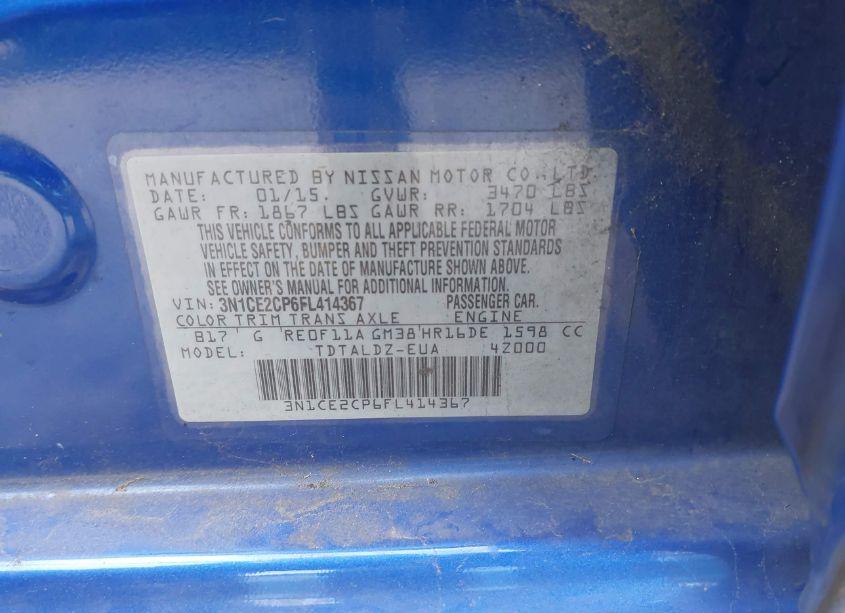 MANUFACTURED BY NISSAN MOTOR CO., LTD.
DATE: 01/15. GVWR: 3470 LBS
GAWR FR: 1867 LBS GAWR RR: 1704 LBS
THIS VEHICLE CONFORMS TO ALL APPLICABLE FEDERAL MOTOR
VEHICLE SAFETY, BUMPER AND THEFT PREVENTION STANDARDS
IN EFFECT ON THE DATE OF MANUFACTURE SHOWN ABOVE.
SEE OWNER'S MANUAL FOR ADDITIONAL INFORMATION.
VIN: 3N1CE2CP6FL414367 PASSENGER CAR.
COLOR TRIM TRANS AXLE ENGINE
B17 G RE0F11A GM38 HR16DE 1598 CC
MODEL: TDTALDZ-EUA 4Z000
3N1CE2CP6FL414367